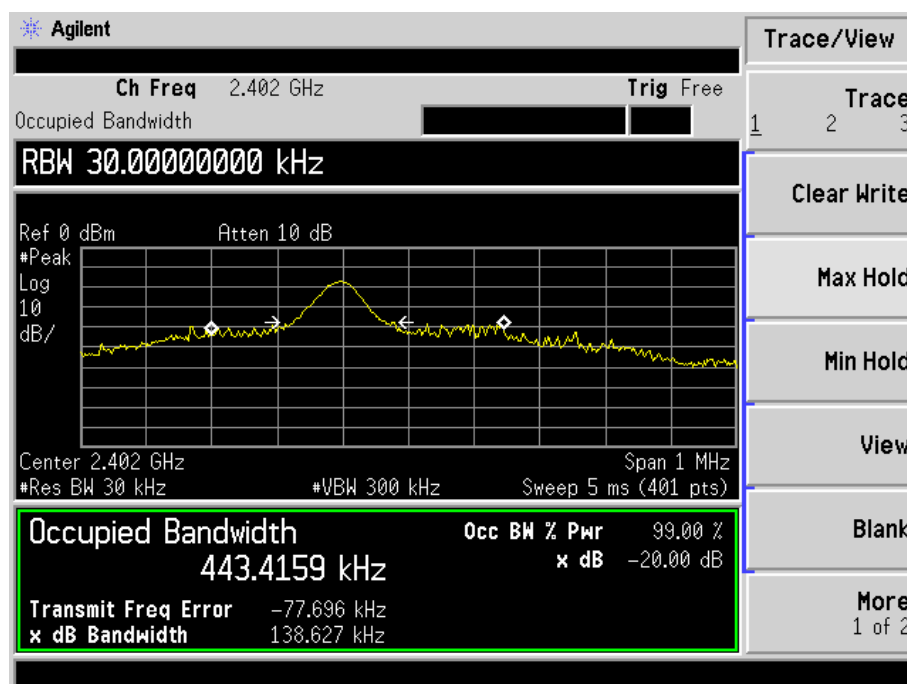 Agilent
Ch Freq 2.402 GHz Trig Free
Occupied Bandwidth
RBW 30.00000000 kHz
Ref 0 dBm Atten 10 dB
#Peak
Log
10
dB/
Center 2.402 GHz Span 1 MHz
#Res BW 30 kHz #VBW 300 kHz Sweep 5 ms (401 pts)
Occupied Bandwidth Occ BW % Pwr 99.00 %
443.4159 kHz x dB -20.00 dB
Transmit Freq Error -77.696 kHz
x dB Bandwidth 138.627 kHz
Trace/View
Trace
1 2 3
Clear Write
Max Hold
Min Hold
View
Blank
More
1 of 2